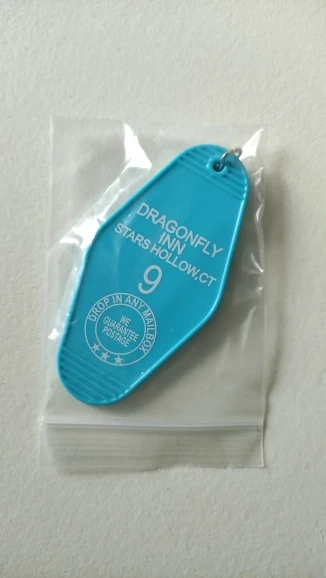 DRAGONFLY
INN
STARS HOLLOW,CT
9
DROP IN ANY MAILBOX
WE
GUARANTEE
POSTAGE